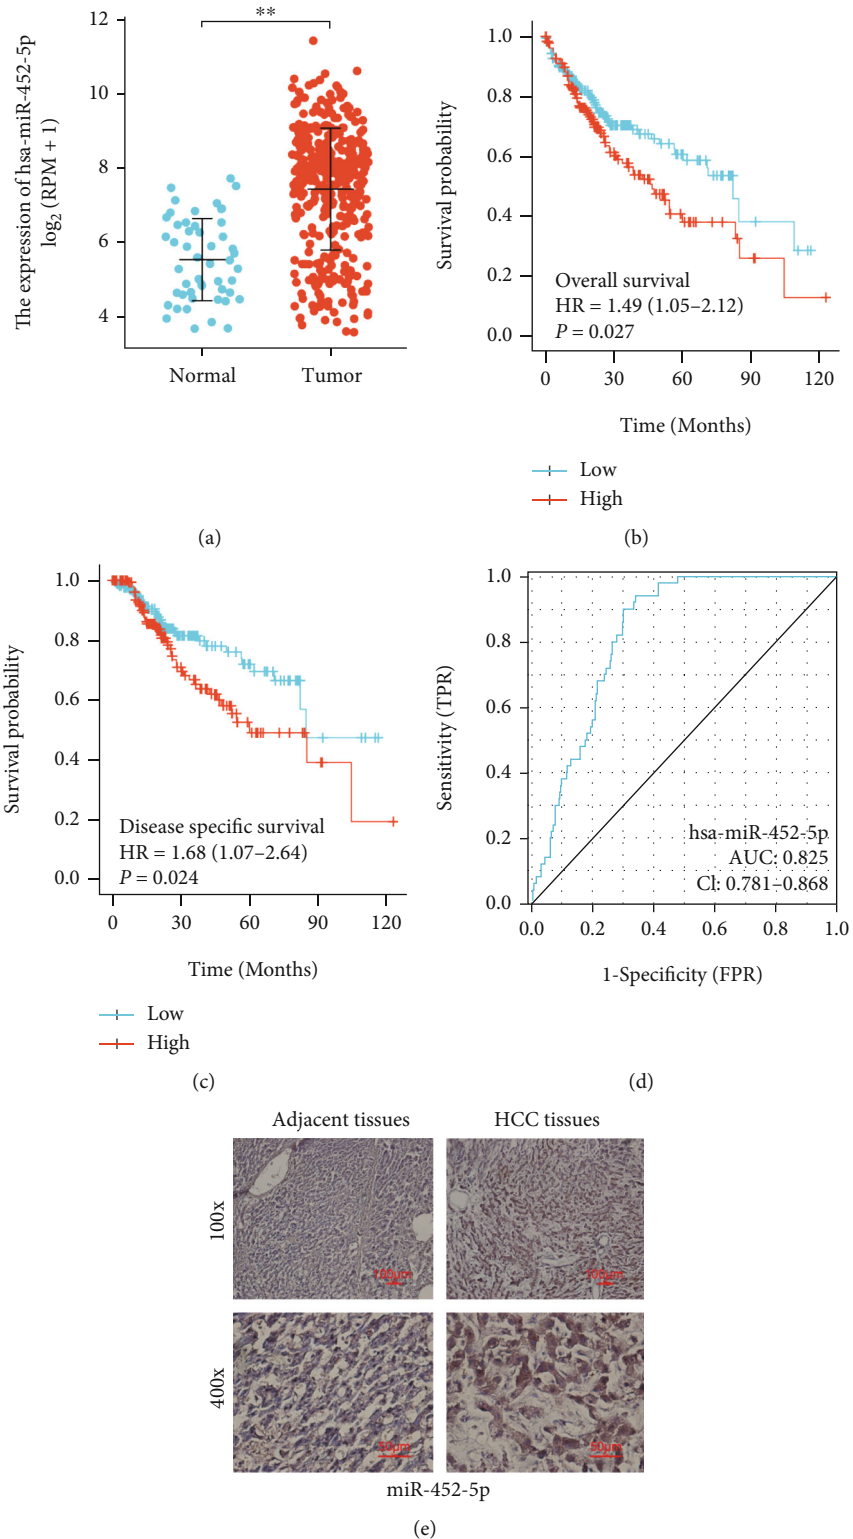 The expression of hsa-miR-452-5p
log2 (RPM + 1)
12
10
8
6
4
**
Normal
Tumor
(a)
Survival probability
1.0
0.8
0.6
0.4
0.2
0.0
Overall survival
HR = 1.49 (1.05–2.12)
P = 0.027
0 30 60 90 120
Time (Months)
Low
High
(b)
Survival probability
1.0
0.8
0.6
0.4
0.2
0.0
Disease specific survival
HR = 1.68 (1.07–2.64)
P = 0.024
0 30 60 90 120
Time (Months)
Low
High
(c)
Sensitivity (TPR)
1.0
0.8
0.6
0.4
0.2
0.0
hsa-miR-452-5p
AUC: 0.825
CI: 0.781–0.868
0.0 0.2 0.4 0.6 0.8 1.0
1-Specificity (FPR)
(d)
Adjacent tissues
HCC tissues
100x
100μm
100μm
400x
50μm
50μm
miR-452-5p
(e)